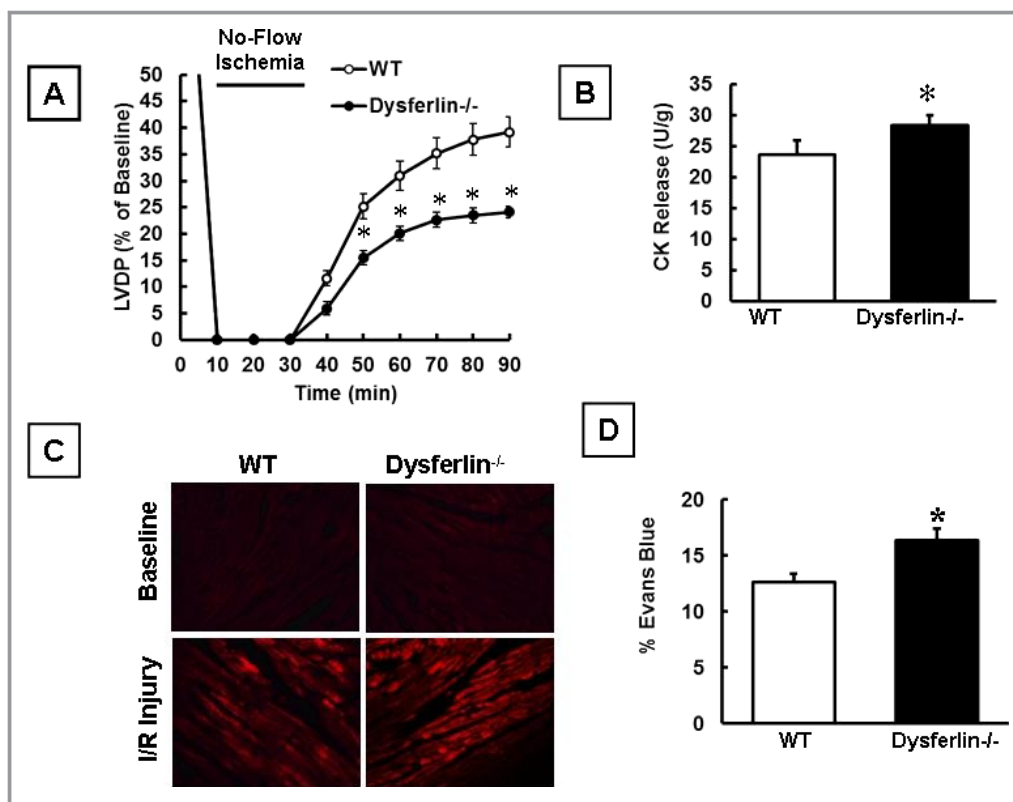 A
No-Flow
Ischemia
WT
Dysferlin-/-
LVDP (% of Baseline)
50
45
40
35
30
25
20
15
10
5
0
* * * * *
0 10 20 30 40 50 60 70 80 90
Time (min)
B
CK Release (U/g)
35
30
25
20
15
10
5
0
*
WT Dysferlin-/-
C
WT Dysferlin-/-
Baseline
I/R Injury
D
% Evans Blue
20
15
10
5
0
*
WT Dysferlin-/-